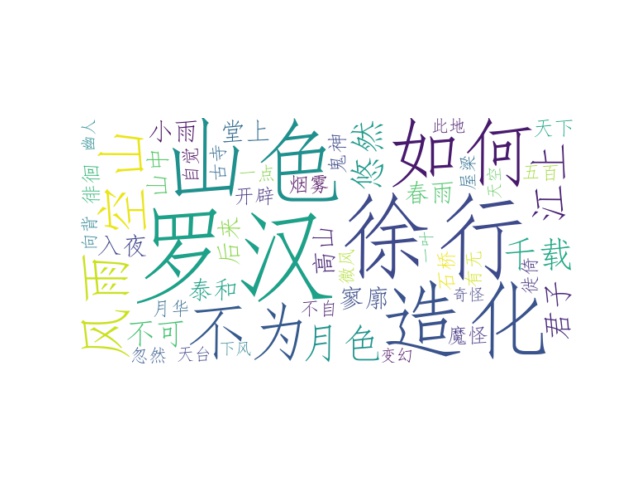 幽人
小雨
堂上
此地
天下
徘徊
山中
自觉
古寺
山色
一点
鬼神
悠然
如何
屋梁
天空
五百
江上
空山
开辟
烟雾
春雨
向背
入夜
罗汉
后来
高山
微风
徐行
一叶
石桥
有无
千载
徙倚
风雨
泰和
月华
不自
寥廓
奇怪
君子
不可
不为
月色
造化
魔怪
忽然
天台
下风
变幻